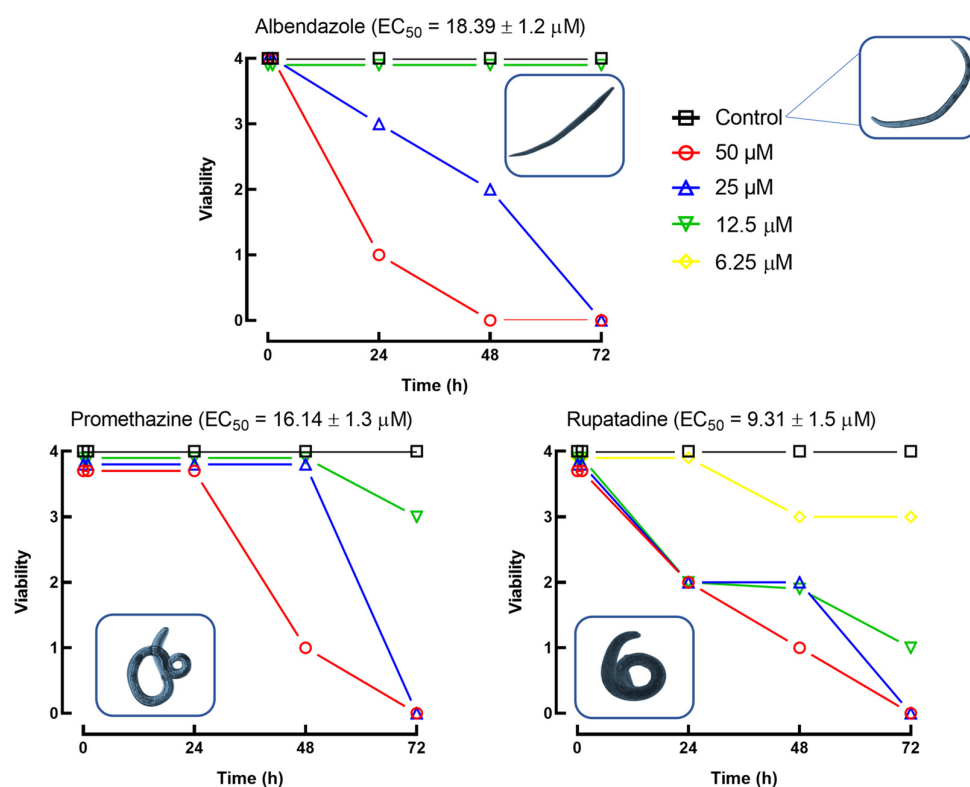 Albendazole (EC50 = 18.39 ± 1.2 μM)
4
3
2
1
0
Viability
0 24 48 72
Time (h)
Control
50 μM
25 μM
12.5 μM
6.25 μM
Promethazine (EC50 = 16.14 ± 1.3 μM)
4
3
2
1
0
Viability
0 24 48 72
Time (h)
Rupatadine (EC50 = 9.31 ± 1.5 μM)
4
3
2
1
0
Viability
0 24 48 72
Time (h)